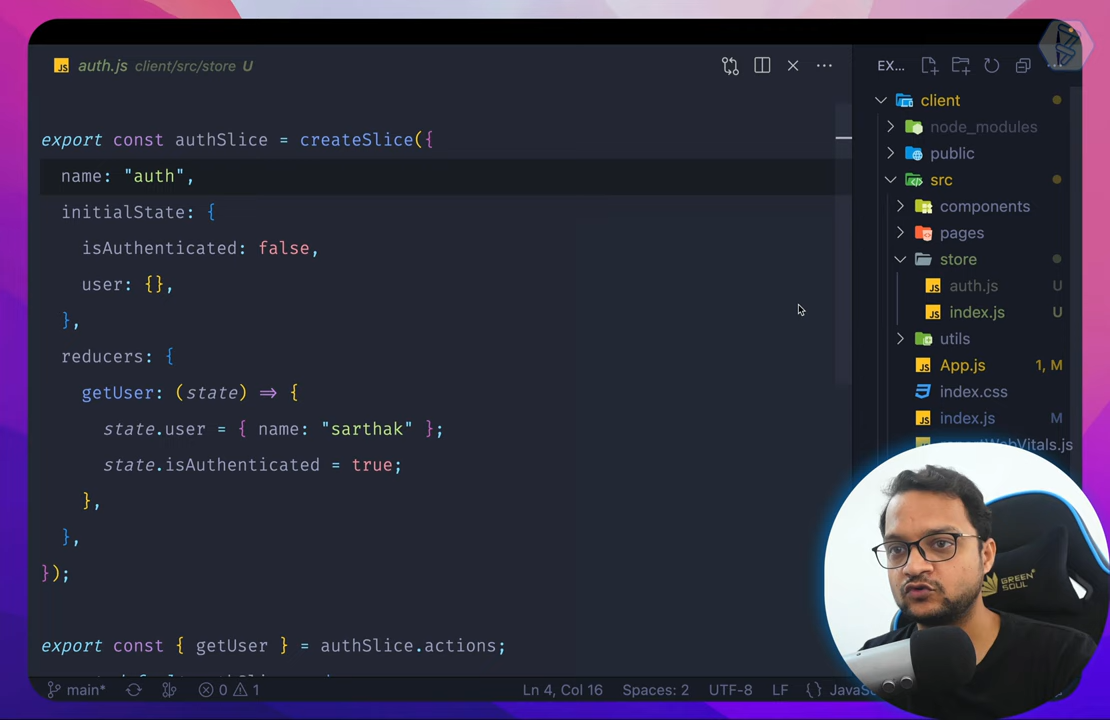 auth.js client/src/store U
export const authSlice = createSlice({
name: "auth",
initialState: {
isAuthenticated: false,
user: {},
},
reducers: {
getUser: (state) => {
state.user = { name: "sarthak" };
state.isAuthenticated = true;
},
},
});
export const { getUser } = authSlice.actions;
main* 0 1 Ln 4, Col 16 Spaces: 2 UTF-8 LF {}
EX...
client
node_modules
public
src
components
pages
store
auth.js U
index.js U
utils
App.js 1, M
index.css
index.js M
GREEN
SOUL